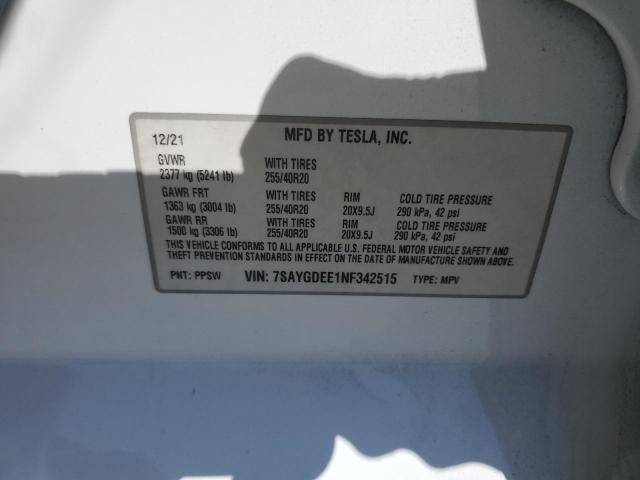 12/21 MFD BY TESLA, INC.
GVWR WITH TIRES
2377 kg (5241 lb) 255/40R20
GAWR FRT WITH TIRES RIM COLD TIRE PRESSURE
1363 kg (3004 lb) 255/40R20 20X9.5J 290 kPa, 42 psi
GAWR RR WITH TIRES RIM COLD TIRE PRESSURE
1500 kg (3306 lb) 255/40R20 20X9.5J 290 kPa, 42 psi
THIS VEHICLE CONFORMS TO ALL APPLICABLE U.S. FEDERAL MOTOR VEHICLE SAFETY AND
THEFT PREVENTION STANDARDS IN EFFECT ON THE DATE OF MANUFACTURE SHOWN ABOVE.
PNT: PPSW VIN: 7SAYGDEE1NF342515 TYPE: MPV